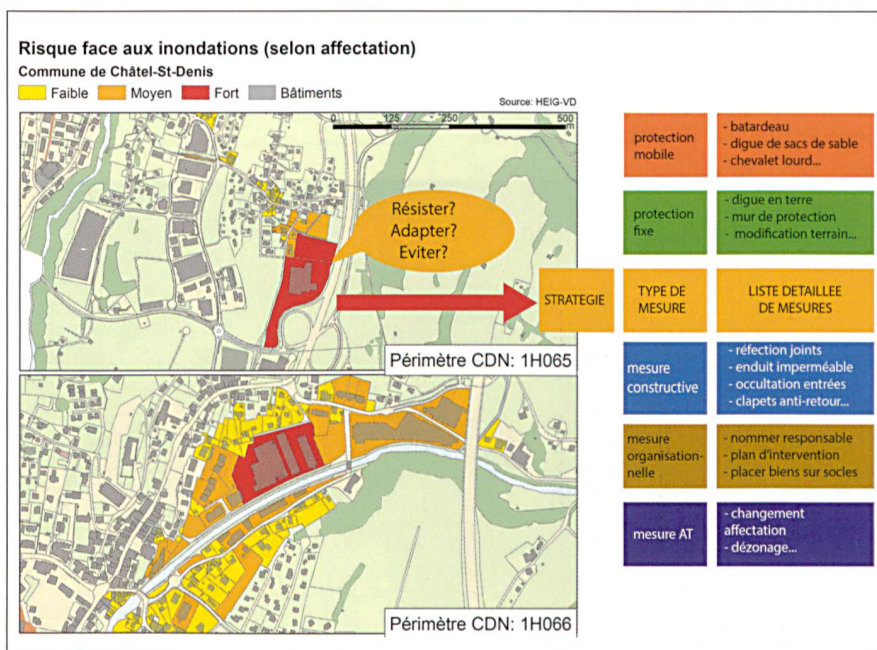 Risque face aux inondations (selon affectation)
Commune de Châtel-St-Denis
Faible Moyen Fort Bâtiments
Source: HEIG-VD
0 125 250 500
m
Résister?
Adapter?
Eviter?
Périmètre CDN: 1H065
Périmètre CDN: 1H066
protection
mobile
- batardeau
- digue de sacs de sable
- chevalet lourd...
protection
fixe
- digue en terre
- mur de protection
- modification terrain...
STRATEGIE
TYPE DE
MESURE
LISTE DETAILLEE
DE MESURES
mesure
constructive
- réfection joints
- enduit imperméable
- occultation entrées
- clapets anti-retour...
mesure
organisation-
nelle
- nommer responsable
- plan d'intervention
- placer biens sur socles
mesure AT
- changement
affectation
- dézonage...